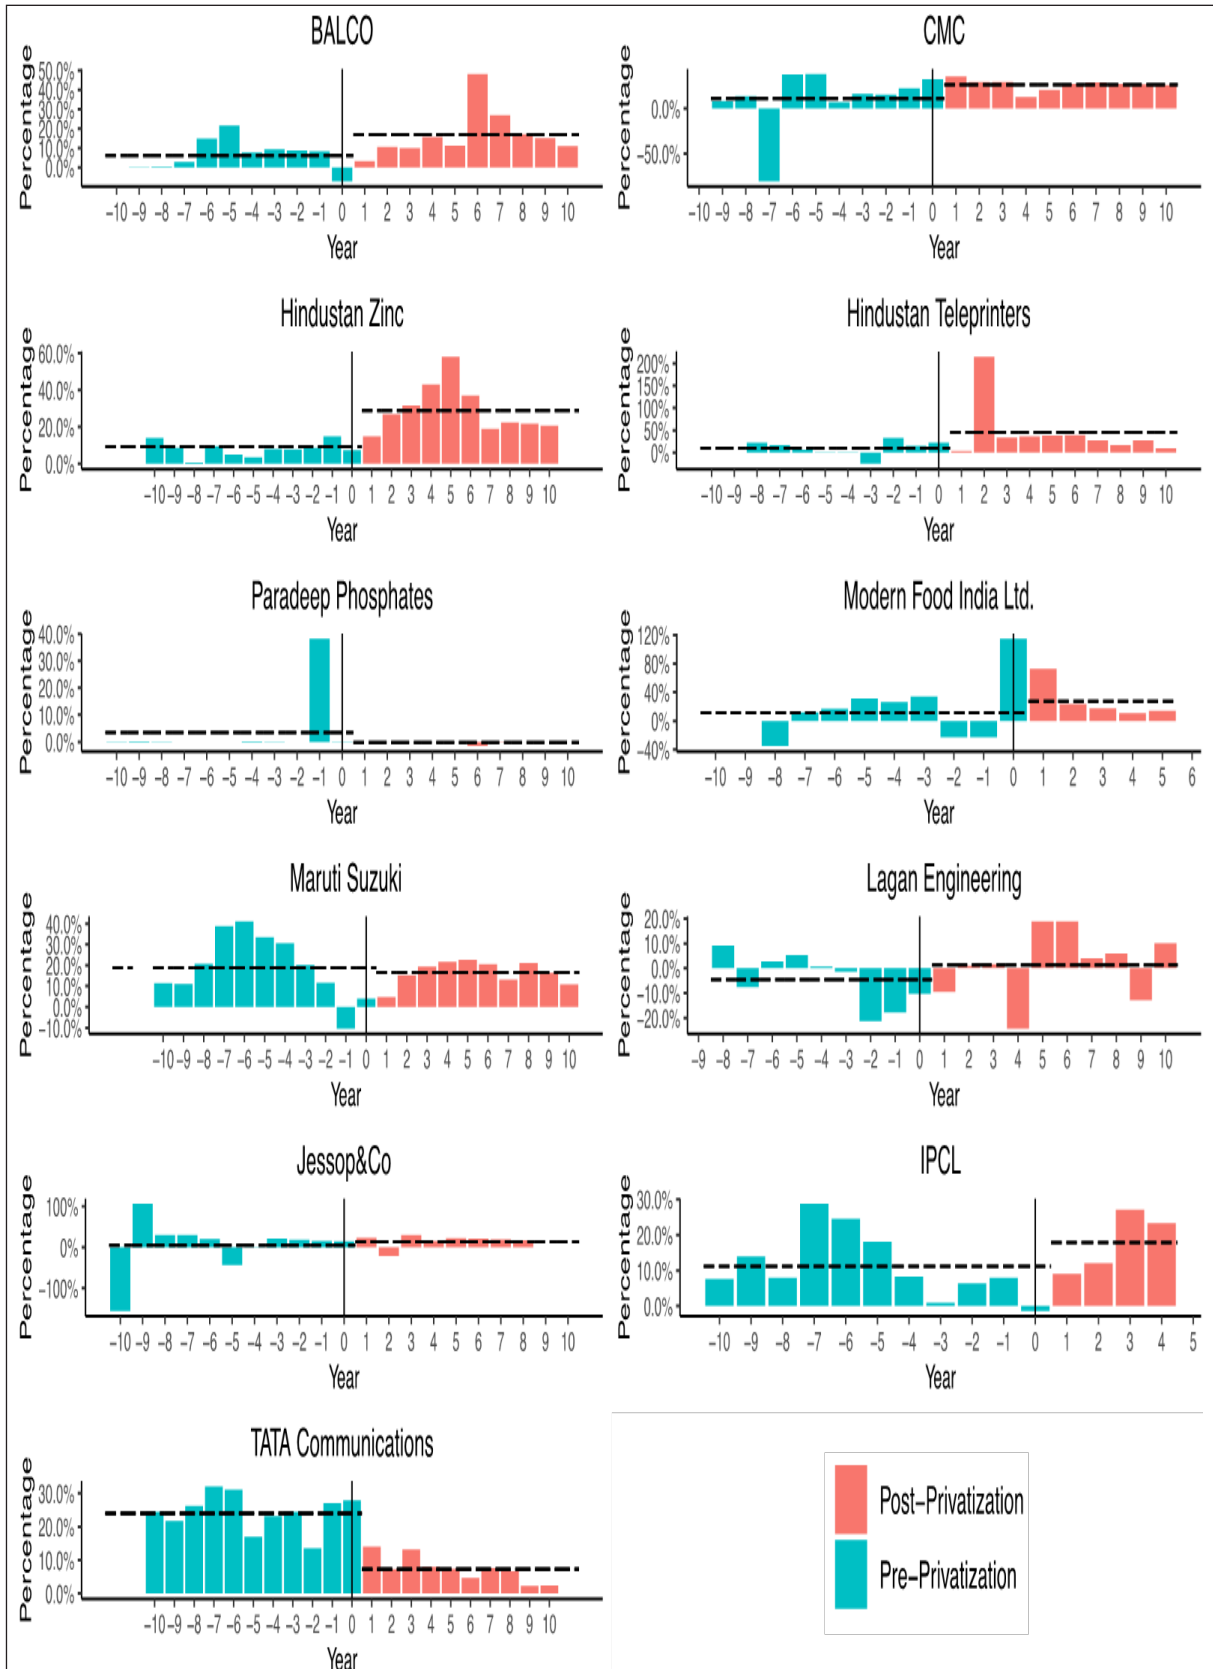 BALCO
Percentage
50.0%
40.0%
30.0%
20.0%
10.0%
0.0%
−10 −9 −8 −7 −6 −5 −4 −3 −2 −1 0 1 2 3 4 5 6 7 8 9 10
Year
CMC
Percentage
0.0%
−50.0%
−10 −9 −8 −7 −6 −5 −4 −3 −2 −1 0 1 2 3 4 5 6 7 8 9 10
Year
Hindustan Zinc
Percentage
60.0%
40.0%
20.0%
0.0%
−10 −9 −8 −7 −6 −5 −4 −3 −2 −1 0 1 2 3 4 5 6 7 8 9 10
Year
Hindustan Teleprinters
Percentage
200%
150%
100%
50%
0%
−10 −9 −8 −7 −6 −5 −4 −3 −2 −1 0 1 2 3 4 5 6 7 8 9 10
Year
Paradeep Phosphates
Percentage
40.0%
30.0%
20.0%
10.0%
0.0%
−10 −9 −8 −7 −6 −5 −4 −3 −2 −1 0 1 2 3 4 5 6 7 8 9 10
Year
Modern Food India Ltd.
Percentage
120%
80%
40%
0%
−40%
−10 −9 −8 −7 −6 −5 −4 −3 −2 −1 0 1 2 3 4 5 6
Year
Maruti Suzuki
Percentage
40.0%
30.0%
20.0%
10.0%
0.0%
−10.0%
−10 −9 −8 −7 −6 −5 −4 −3 −2 −1 0 1 2 3 4 5 6 7 8 9 10
Year
Lagan Engineering
Percentage
20.0%
10.0%
0.0%
−10.0%
−20.0%
−9 −8 −7 −6 −5 −4 −3 −2 −1 0 1 2 3 4 5 6 7 8 9 10
Year
Jessop&Co
Percentage
100%
0%
−100%
−10 −9 −8 −7 −6 −5 −4 −3 −2 −1 0 1 2 3 4 5 6 7 8 9 10
Year
IPCL
Percentage
30.0%
20.0%
10.0%
0.0%
−10 −9 −8 −7 −6 −5 −4 −3 −2 −1 0 1 2 3 4 5
Year
TATA Communications
Percentage
30.0%
20.0%
10.0%
0.0%
−10 −9 −8 −7 −6 −5 −4 −3 −2 −1 0 1 2 3 4 5 6 7 8 9 10
Year
Post−Privatization
Pre−Privatization